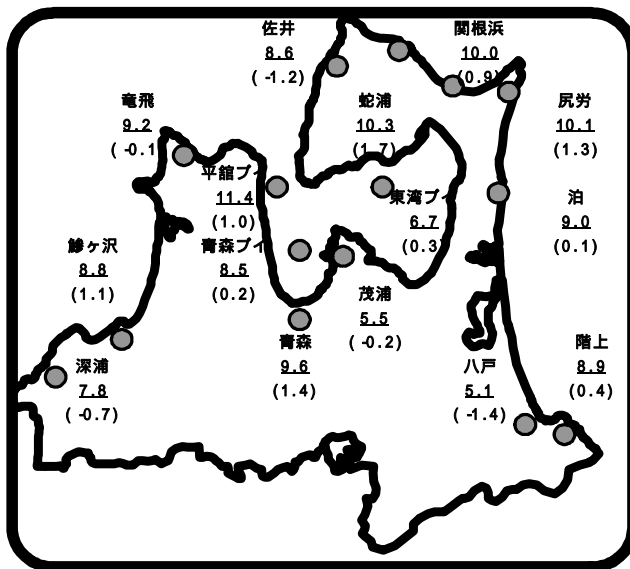 佐井
8.6
( -1.2)
関根浜
10.0
(0.9)
竜飛
9.2
( -0.1
蛇浦
10.3
(1.7)
尻労
10.1
(1.3)
平舘ブイ
11.4
(1.0)
東湾ブイ
6.7
(0.3)
泊
9.0
(0.1)
鰺ヶ沢
8.8
(1.1)
青森ブイ
8.5
(0.2)
茂浦
5.5
( -0.2)
深浦
7.8
( -0.7)
青森
9.6
(1.4)
八戸
5.1
( -1.4)
階上
8.9
(0.4)